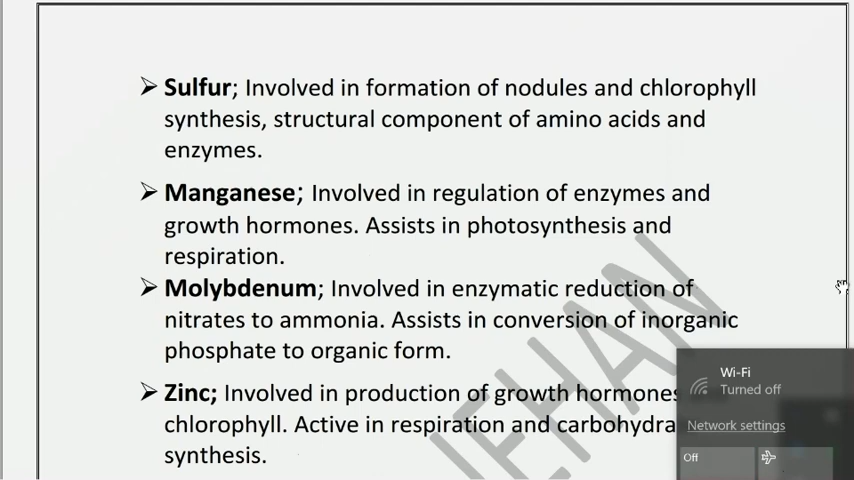 ➢ Sulfur; Involved in formation of nodules and chlorophyll
synthesis, structural component of amino acids and
enzymes.
➢ Manganese; Involved in regulation of enzymes and
growth hormones. Assists in photosynthesis and
respiration.
➢ Molybdenum; Involved in enzymatic reduction of
nitrates to ammonia. Assists in conversion of inorganic
phosphate to organic form.
➢ Zinc; Involved in production of growth hormones
chlorophyll. Active in respiration and
synthesis.
Wi-Fi
Turned off
Network settings
Off